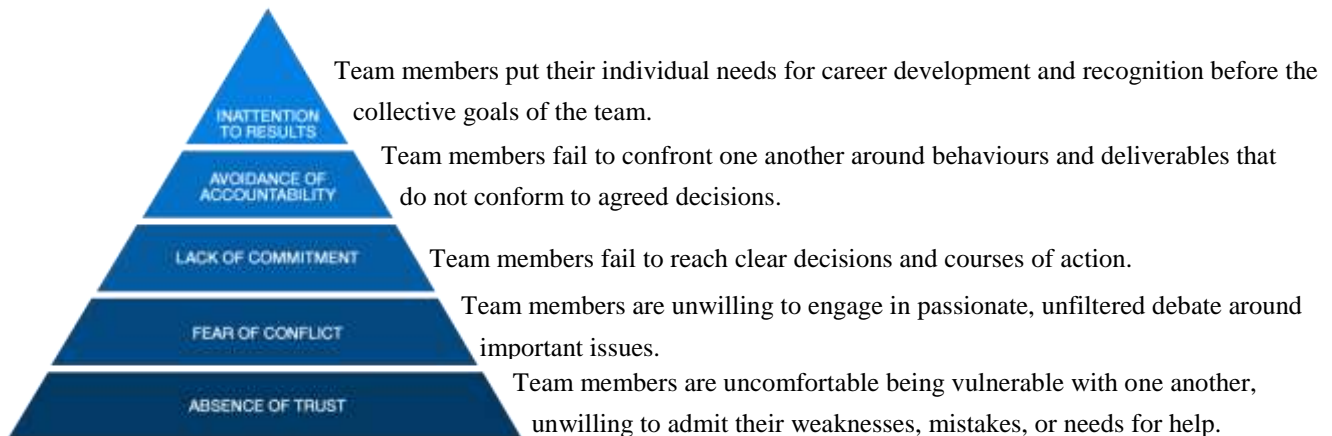 INATTENTION
TO RESULTS
Team members put their individual needs for career development and recognition before the
collective goals of the team.
AVOIDANCE OF
ACCOUNTABILITY
Team members fail to confront one another around behaviours and deliverables that
do not conform to agreed decisions.
LACK OF COMMITMENT
Team members fail to reach clear decisions and courses of action.
FEAR OF CONFLICT
Team members are unwilling to engage in passionate, unfiltered debate around
important issues.
ABSENCE OF TRUST
Team members are uncomfortable being vulnerable with one another,
unwilling to admit their weaknesses, mistakes, or needs for help.